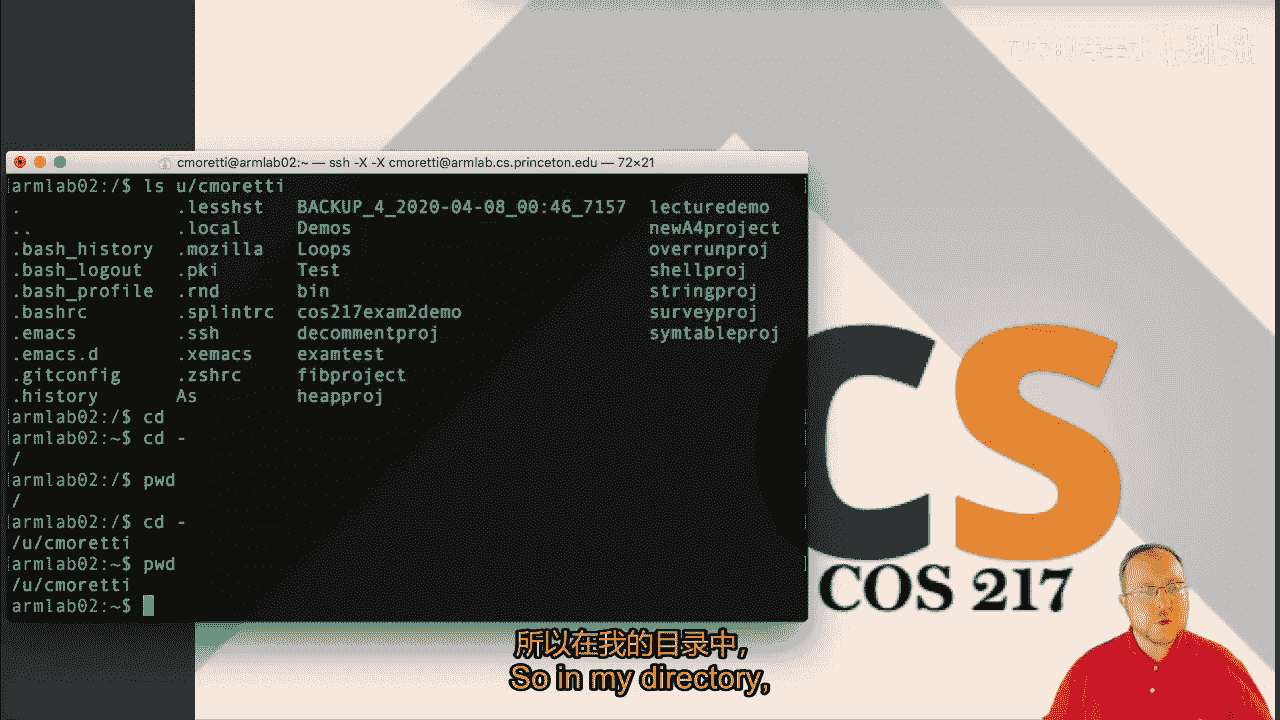 cmoretti@armlab02:~ — ssh -X -X cmoretti@armlab.cs.princeton.edu — 72×21
armlab02:/$ ls u/cmoretti
. .lesshst BACKUP_4_2020-04-08_00:46_7157 lecturedemo
.. .local Demos newA4project
.bash_history .mozilla Loops overrunproj
.bash_logout .pki Test shellproj
.bash_profile .rnd bin stringproj
.bashrc .splintrc cos217exam2demo surveyproj
.emacs .ssh decommentproj symtableproj
.emacs.d .xemacs examtest
.gitconfig .zshrc fibproject
.history As heapproj
armlab02:/$ cd
armlab02:~$ cd -
/
armlab02:/$ pwd
/
armlab02:/$ cd -
/u/cmoretti
armlab02:~$ pwd
/u/cmoretti
armlab02:~$
CS
COS 217
所以在我的目录中，
So in my directory,